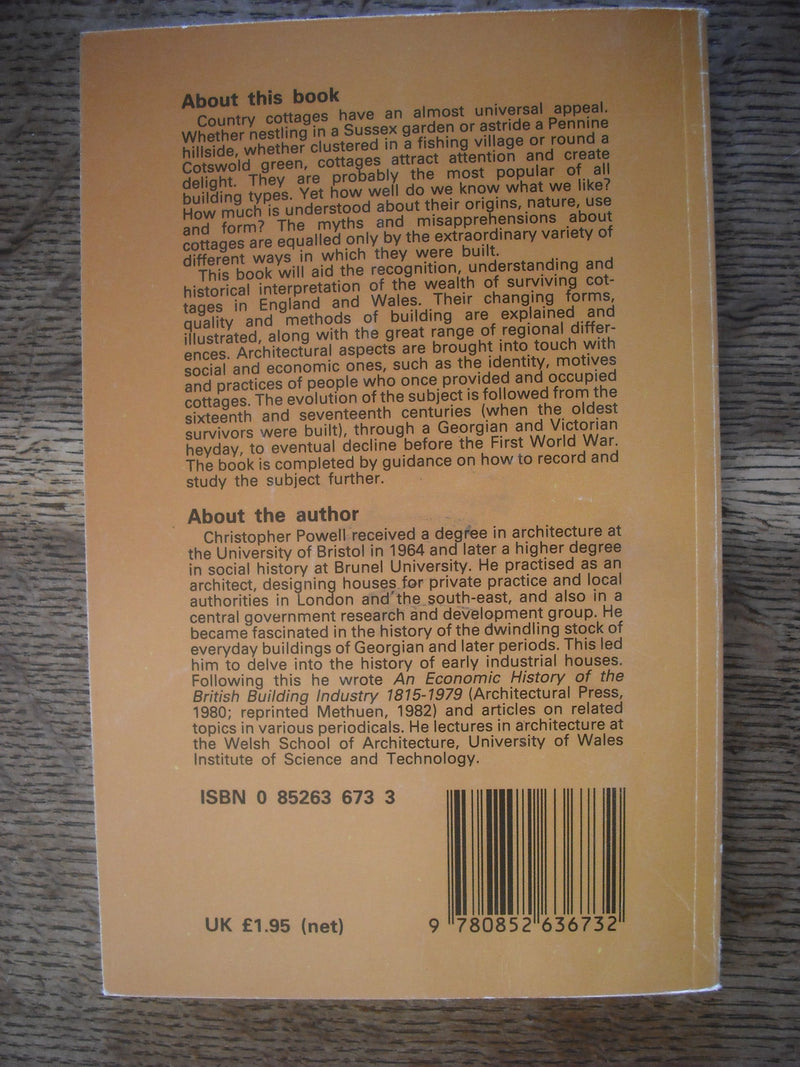 About this book
Country cottages have an almost universal appeal.
Whether nestling in a Sussex garden or astride a Pennine
hillside, whether clustered in a fishing village or round a
Cotswold green, cottages attract attention and create
delight. They are probably the most popular of all
building types. Yet how well do we know what we like?
How much is understood about their origins, nature, use
and form? The myths and misapprehensions about
cottages are equalled only by the extraordinary variety of
different ways in which they were built.
This book will aid the recognition, understanding and
historical interpretation of the wealth of surviving cot-
tages in England and Wales. Their changing forms,
quality and methods of building are explained and
illustrated, along with the great range of regional differ-
ences. Architectural aspects are brought into touch with
social and economic ones, such as the identity, motives
and practices of people who once provided and occupied
cottages. The evolution of the subject is followed from the
sixteenth and seventeenth centuries (when the oldest
survivors were built), through a Georgian and Victorian
heyday, to eventual decline before the First World War.
The book is completed by guidance on how to record and
study the subject further.
About the author
Christopher Powell received a degree in architecture at
the University of Bristol in 1964 and later a higher degree
in social history at Brunel University. He practised as an
architect, designing houses for private practice and local
authorities in London and the south-east, and also in a
central government research and development group. He
became fascinated in the history of the dwindling stock of
everyday buildings of Georgian and later periods. This led
him to delve into the history of early industrial houses.
Following this he wrote An Economic History of the
British Building Industry 1815-1979 (Architectural Press,
1980; reprinted Methuen, 1982) and articles on related
topics in various periodicals. He lectures in architecture at
the Welsh School of Architecture, University of Wales
Institute of Science and Technology.
ISBN 0 85263 673 3
UK £1.95 (net)
9 780852 636732